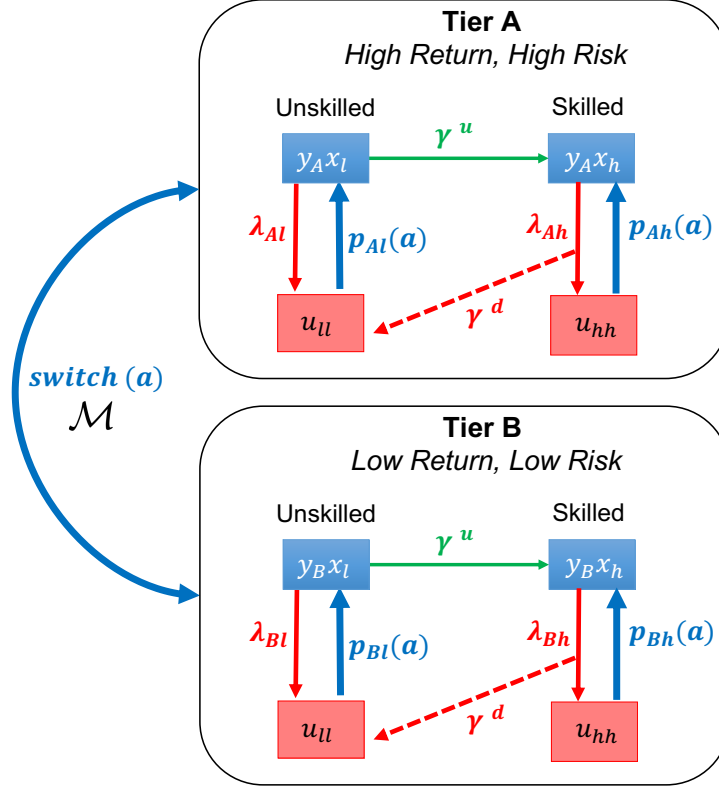 Tier A
High Return, High Risk
Unskilled Skilled
γ ᵘ
y_A x_l y_A x_h
λ_Al p_Al(a) λ_Ah p_Ah(a)
γ ᵈ
u_ll u_hh
switch (a)
ℳ
Tier B
Low Return, Low Risk
Unskilled Skilled
γ ᵘ
y_B x_l y_B x_h
λ_Bl p_Bl(a) λ_Bh p_Bh(a)
γ ᵈ
u_ll u_hh